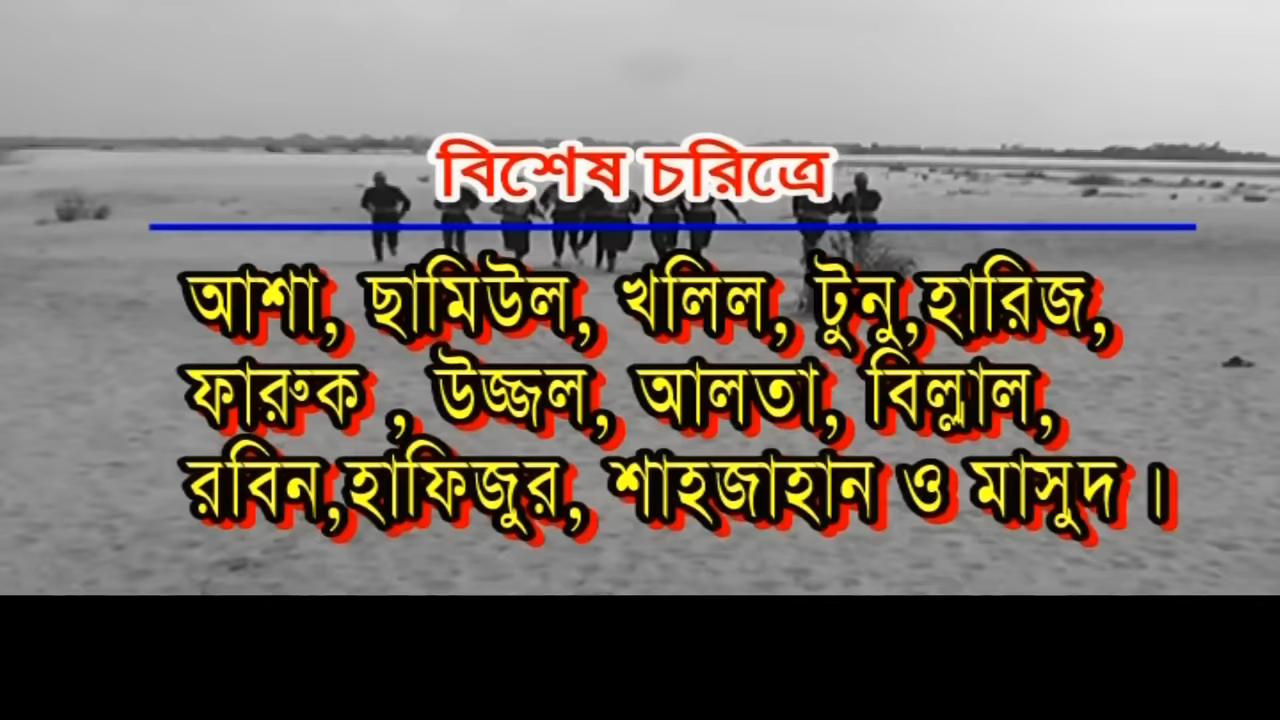 বিশেষ চরিত্রে
আশা, ছামিউল, খলিল, টুনু,হারিজ,
ফারুক , উজ্জল, আলতা, বিল্লাল,
রবিন,হাফিজুর, শাহজাহান ও মাসুদ ।